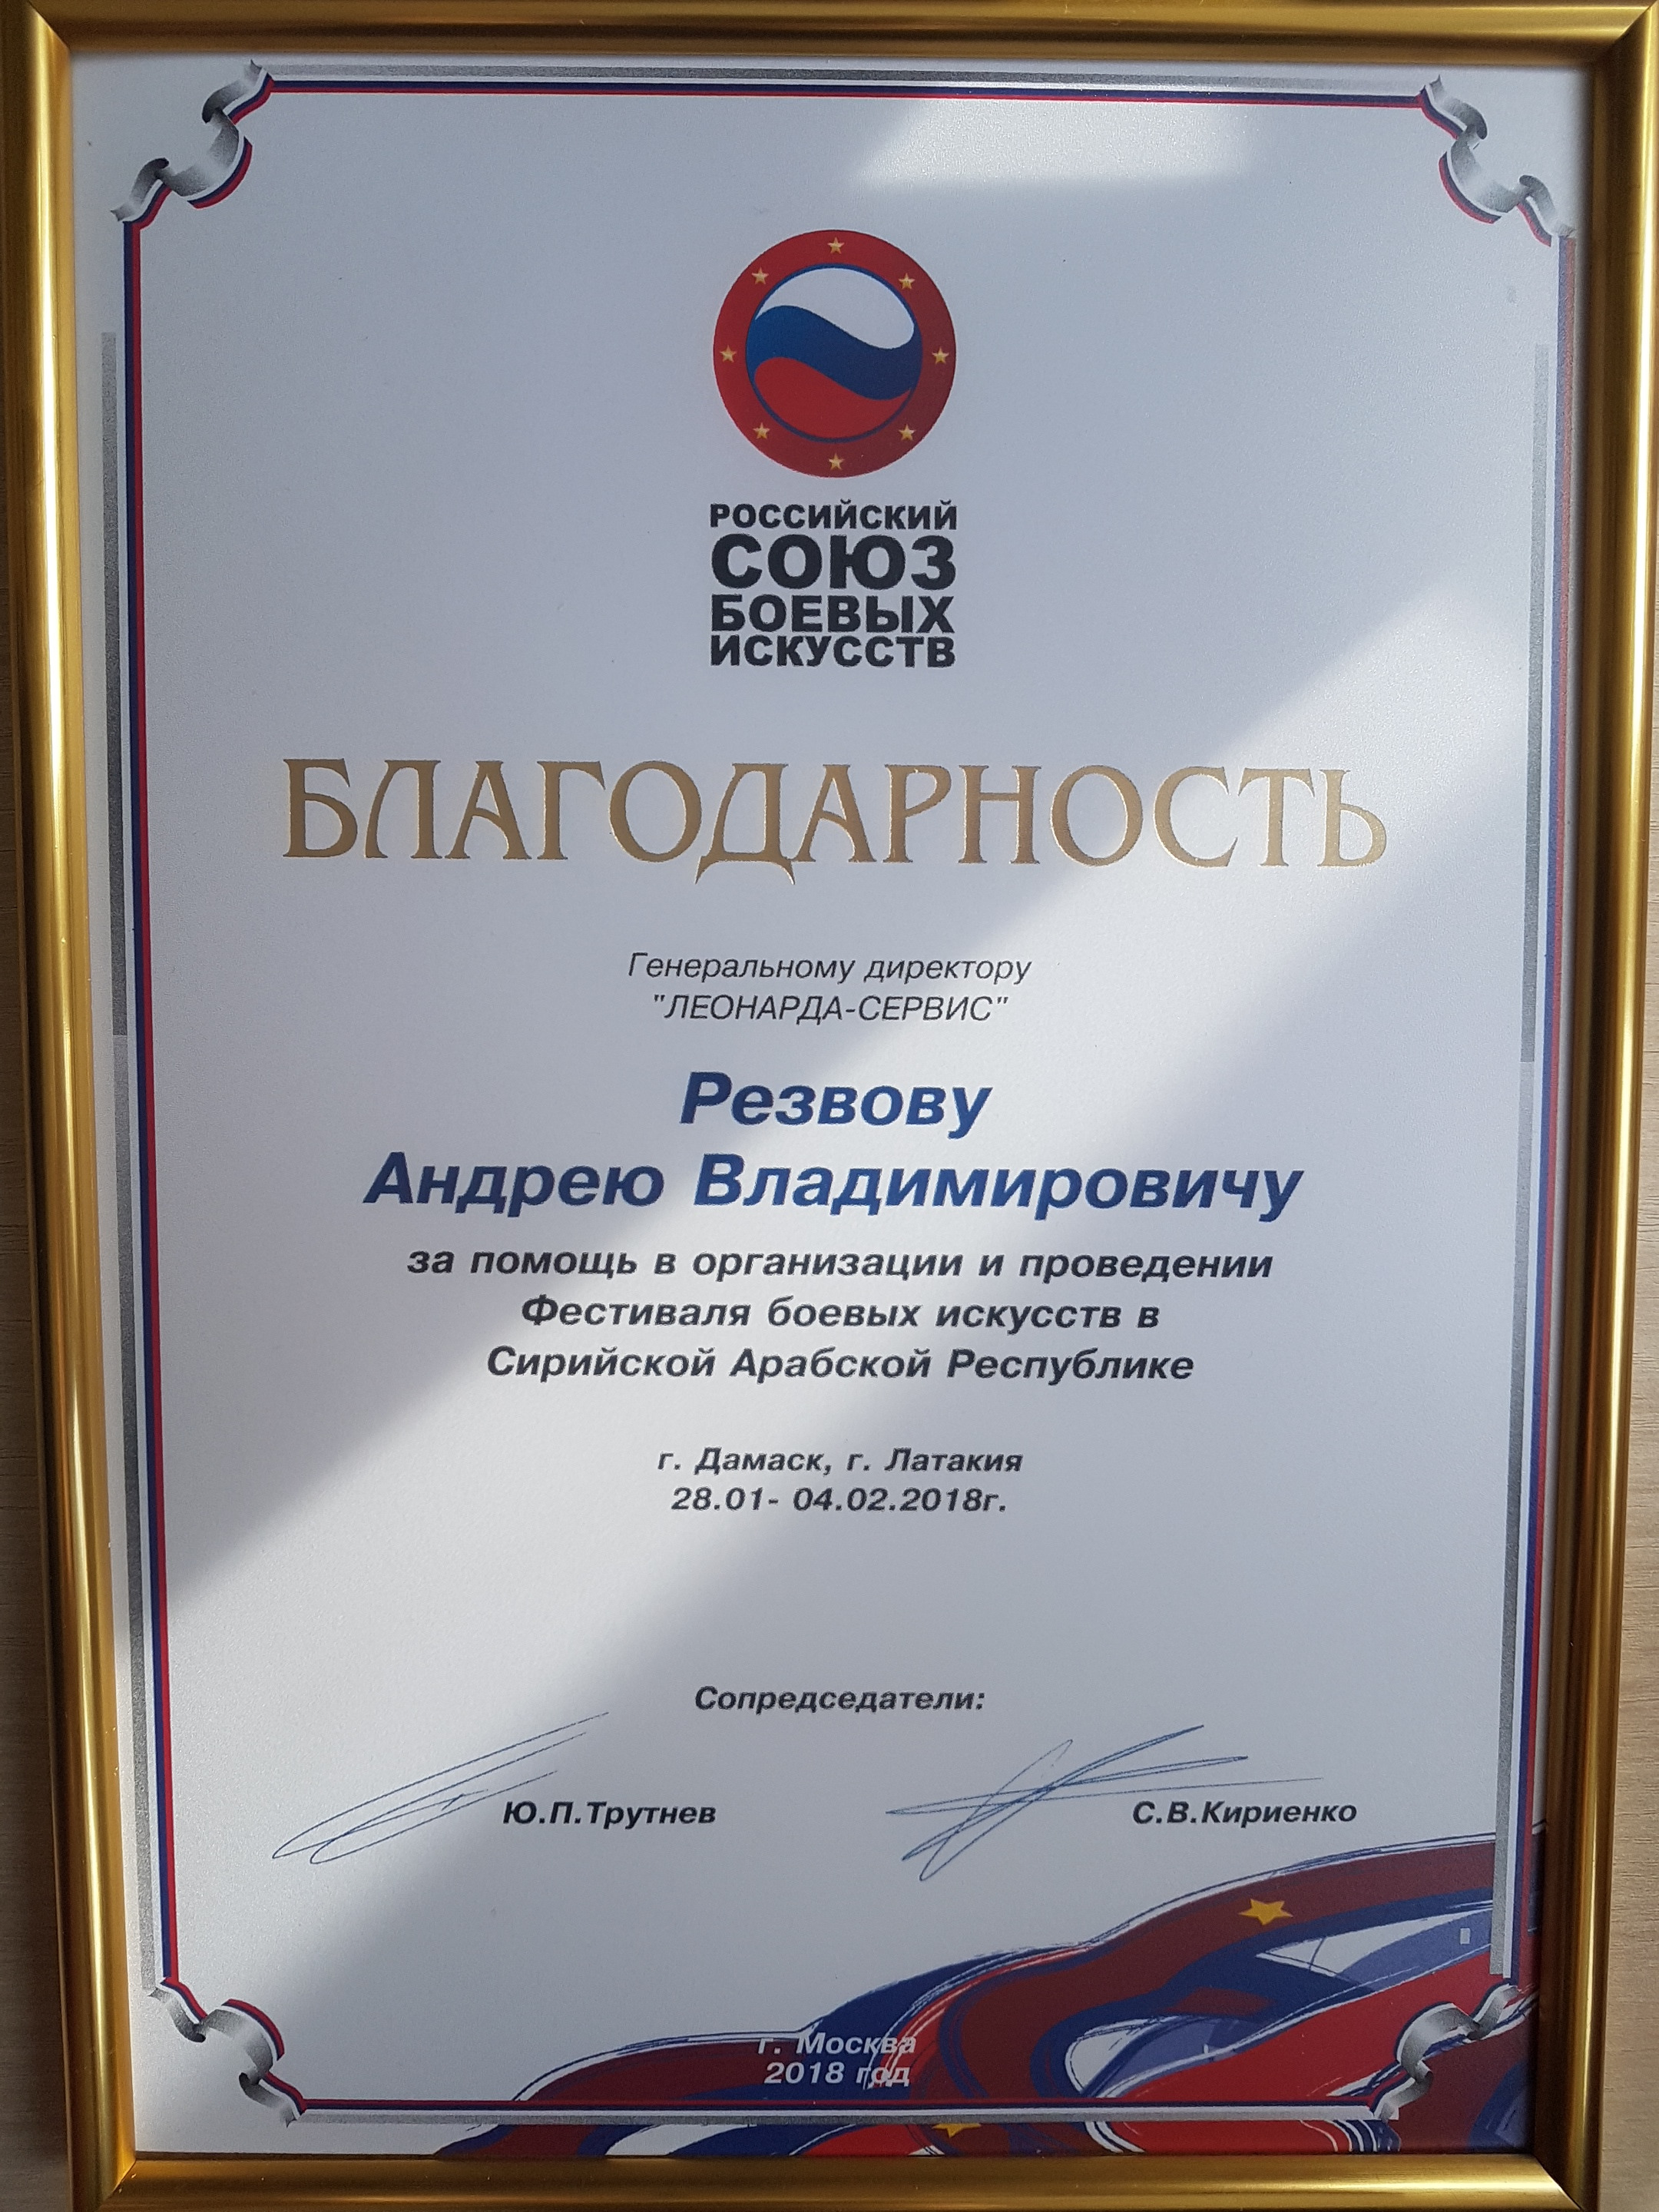 РОССИЙСКИЙ
СОЮЗ
БОЕВЫХ
ИСКУССТВ
БЛАГОДАРНОСТЬ
Генеральному директору
"ЛЕОНАРДА-СЕРВИС"
Резвову
Андрею Владимировичу
за помощь в организации и проведении
Фестиваля боевых искусств в
Сирийской Арабской Республике
г. Дамаск, г. Латакия
28.01- 04.02.2018г.
Сопредседатели:
Ю.П.Трутнев
С.В.Кириенко
г. Москва
2018 год